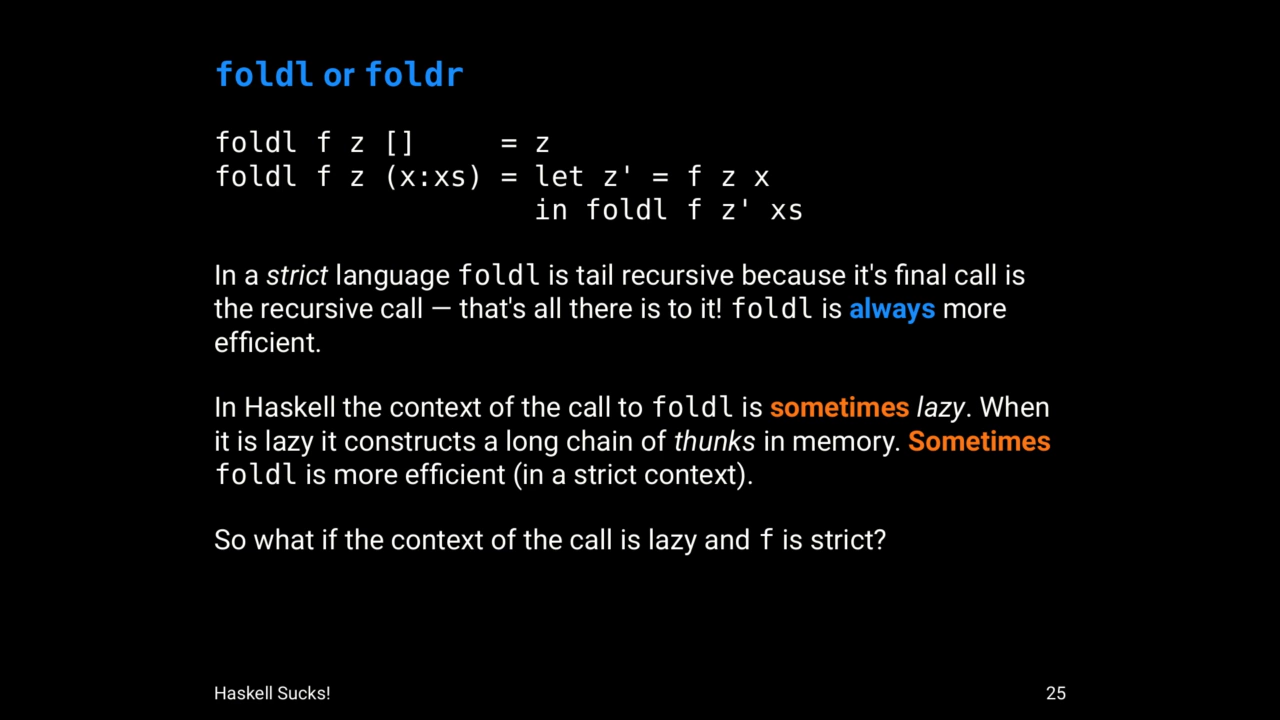 foldl or foldr
foldl f z []     = z
foldl f z (x:xs) = let z' = f z x
                   in foldl f z' xs
In a strict language foldl is tail recursive because it's final call is
the recursive call — that's all there is to it! foldl is always more
efficient.
In Haskell the context of the call to foldl is sometimes lazy. When
it is lazy it constructs a long chain of thunks in memory. Sometimes
foldl is more efficient (in a strict context).
So what if the context of the call is lazy and f is strict?
Haskell Sucks!
25